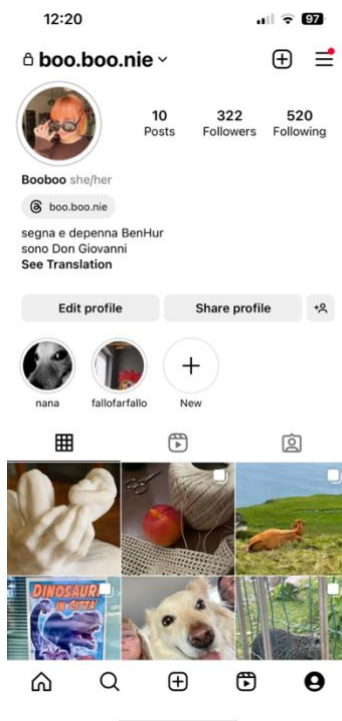 12:20
97
boo.boo.nie
10 322 520
Posts Followers Following
Booboo she/her
boo.boo.nie
segna e depenna BenHur
sono Don Giovanni
See Translation
Edit profile Share profile
nana fallofarfallo New
DINOSAURI
IN CITTÀ